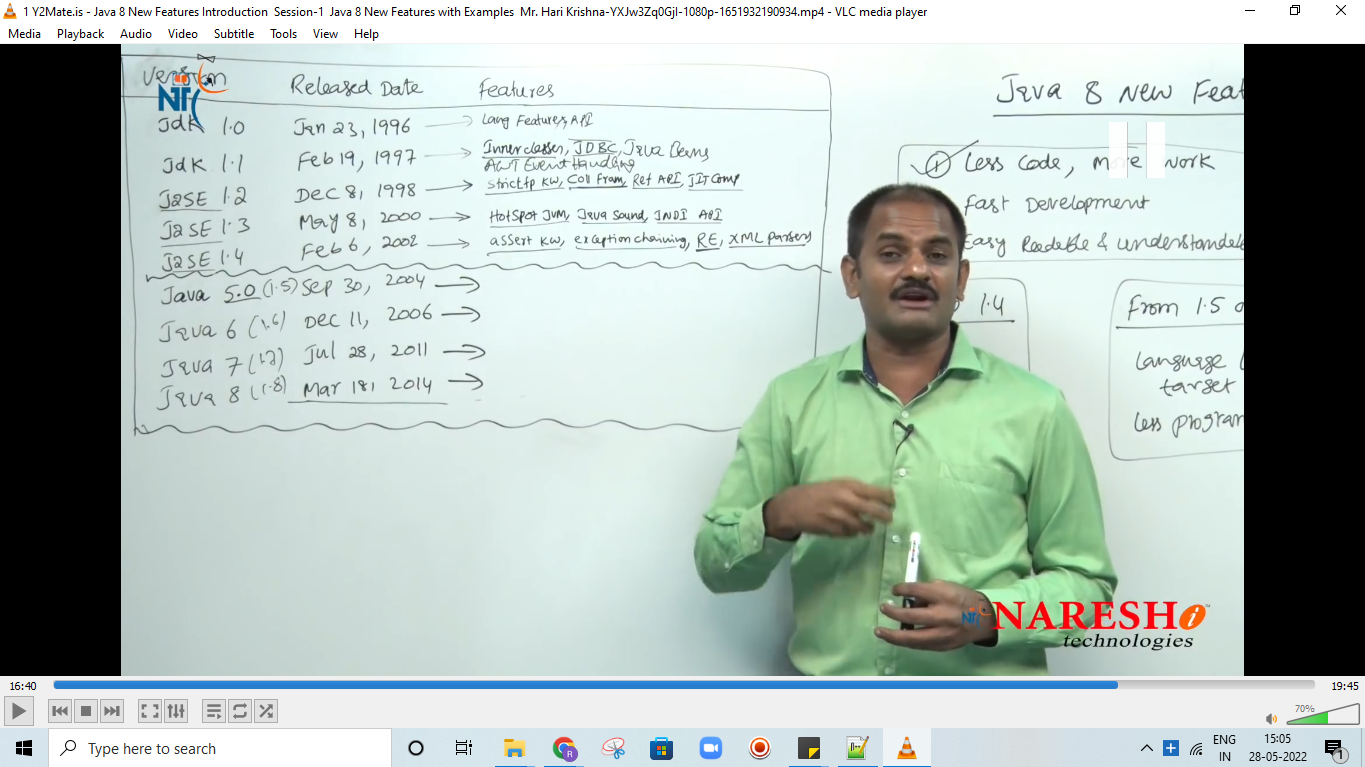 1 Y2Mate.is - Java 8 New Features Introduction Session-1 Java 8 New Features with Examples Mr. Hari Krishna-YXJw3Zq0GjI-1080p-1651932190934.mp4 - VLC media player
Media Playback Audio Video Subtitle Tools View Help
Version Released Date Features
NT
Jdk 1.0 Jan 23, 1996 Lang Features, API
Jdk 1.1 Feb 19, 1997 Inner classes, JDBC, Java Beans
AWT Event Handling
J2SE 1.2 Dec 8, 1998 strictfp KW, Coll Fram, Ref API, JIT Comp
J2SE 1.3 May 8, 2000 HotSpot JVM, Java Sound, JNDI API
J2SE 1.4 Feb 6, 2002 assert KW, exception chaining, RE, XML Parsers
Java 5.0 (1.5) Sep 30, 2004
Java 6 (1.6) Dec 11, 2006
Java 7 (1.7) Jul 28, 2011
Java 8 (1.8) Mar 18, 2014
Java 8 New Feat
1 Less Code, more work
Fast Development
Easy Readable & understandabl
1.4
From 1.5 o
Language
target
less program
NARESH i
technologies
16:40 19:45
70%
Type here to search
ENG
IN
15:05
28-05-2022
1